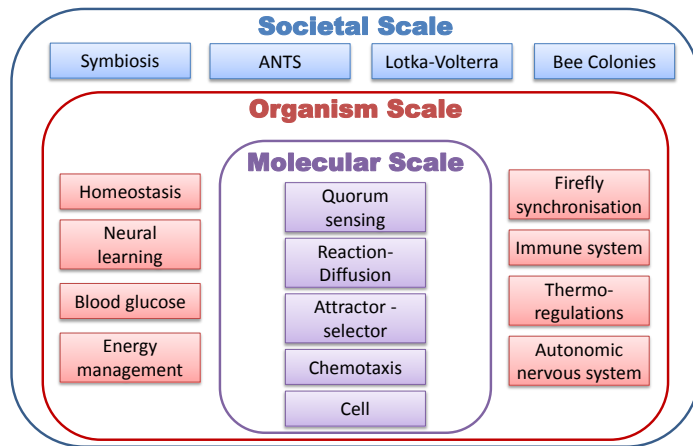 Societal Scale
Symbiosis
ANTS
Lotka-Volterra
Bee Colonies
Organism Scale
Homeostasis
Neural
learning
Blood glucose
Energy
management
Molecular Scale
Quorum
sensing
Reaction-
Diffusion
Attractor -
selector
Chemotaxis
Cell
Firefly
synchronisation
Immune system
Thermo-
regulations
Autonomic
nervous system